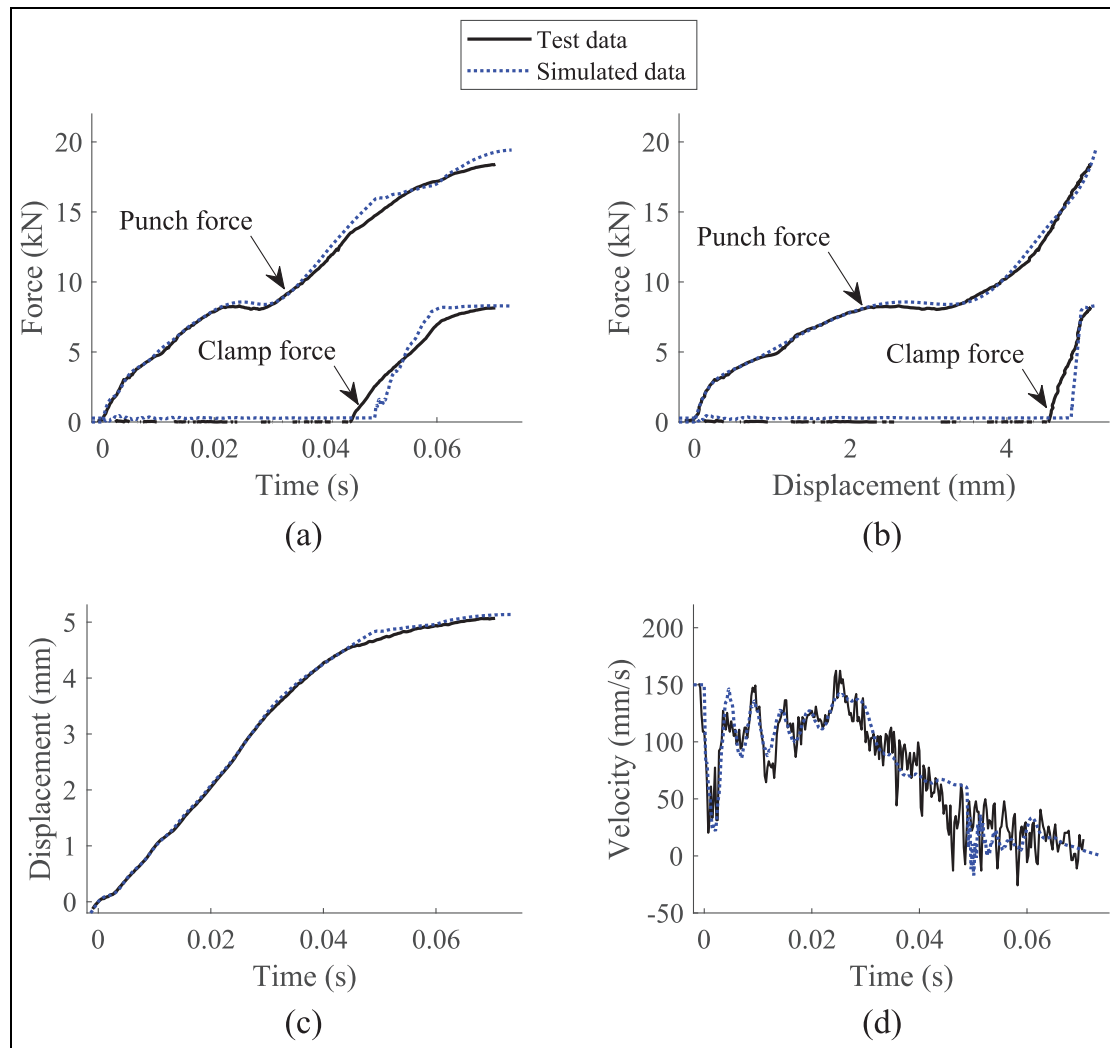 Test data
Simulated data
20
15
10
5
0
Force (kN)
Punch force
Clamp force
0 0.02 0.04 0.06
Time (s)
(a)
20
15
10
5
0
Force (kN)
Punch force
Clamp force
0 2 4
Displacement (mm)
(b)
5
4
3
2
1
0
Displacement (mm)
0 0.02 0.04 0.06
Time (s)
(c)
200
150
100
50
0
-50
Velocity (mm/s)
0 0.02 0.04 0.06
Time (s)
(d)